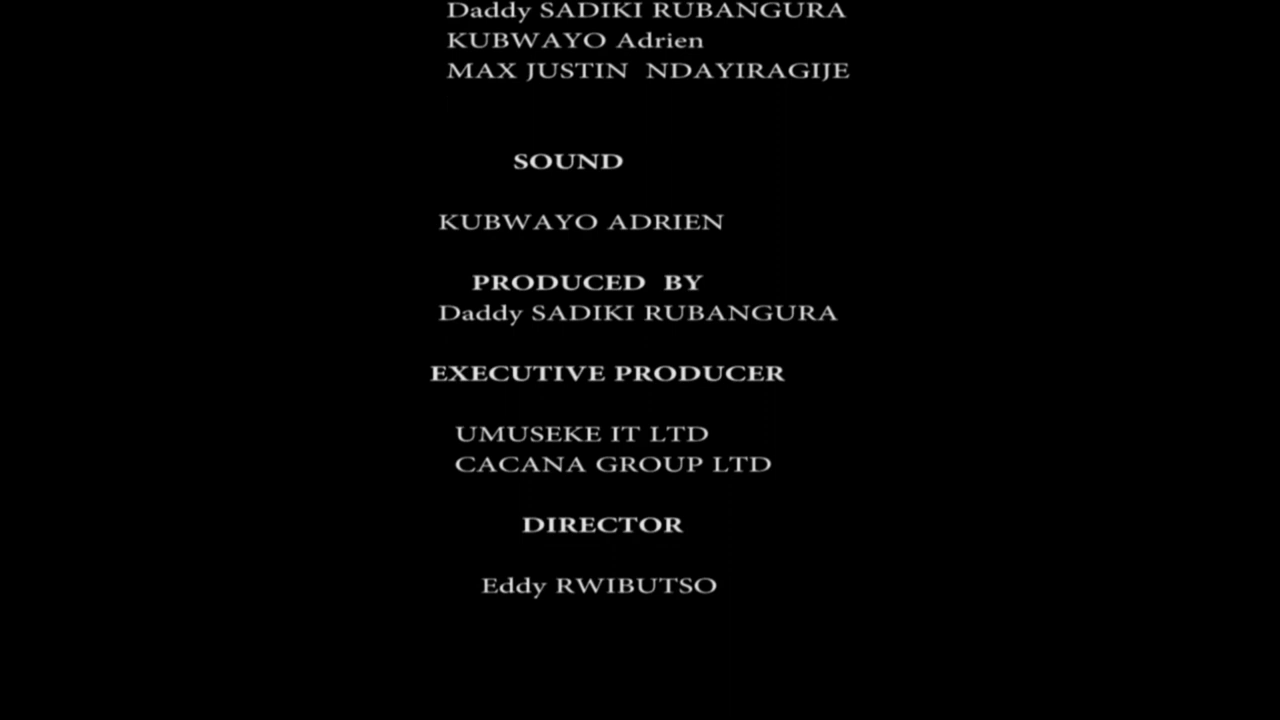 Daddy SADIKI RUBANGURA
KUBWAYO Adrien
MAX JUSTIN NDAYIRAGIJE
SOUND
KUBWAYO ADRIEN
PRODUCED BY
Daddy SADIKI RUBANGURA
EXECUTIVE PRODUCER
UMUSEKE IT LTD
CACANA GROUP LTD
DIRECTOR
Eddy RWIBUTSO